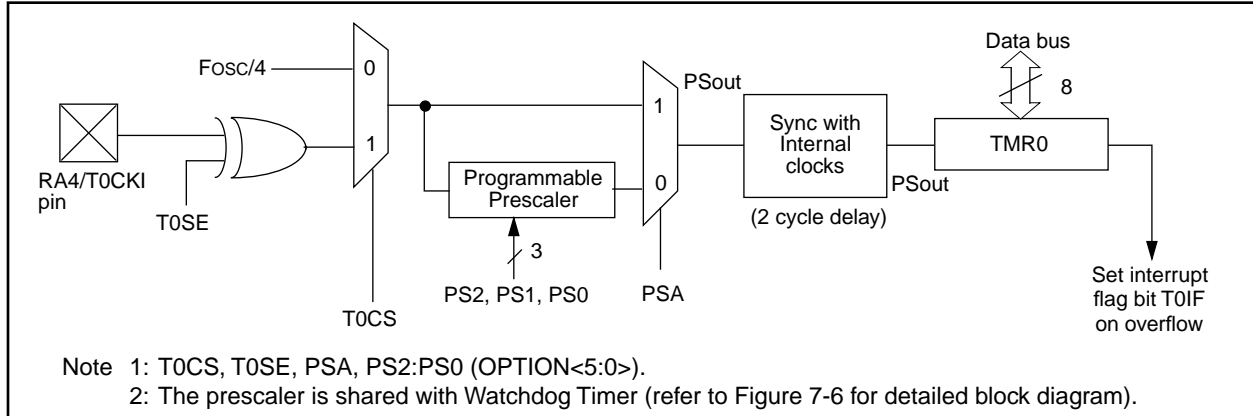 Data bus
Fosc/4
0
PSout
8
1
Sync with
Internal
clocks
TMR0
1
RA4/T0CKI
pin
Programmable
Prescaler
0
PSout
T0SE
(2 cycle delay)
3
PS2, PS1, PS0
PSA
Set interrupt
flag bit T0IF
on overflow
T0CS
Note 1: T0CS, T0SE, PSA, PS2:PS0 (OPTION<5:0>).
2: The prescaler is shared with Watchdog Timer (refer to Figure 7-6 for detailed block diagram).